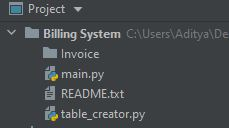 Project
Billing System C:\Users\Aditya\De
Invoice
main.py
README.txt
table_creator.py